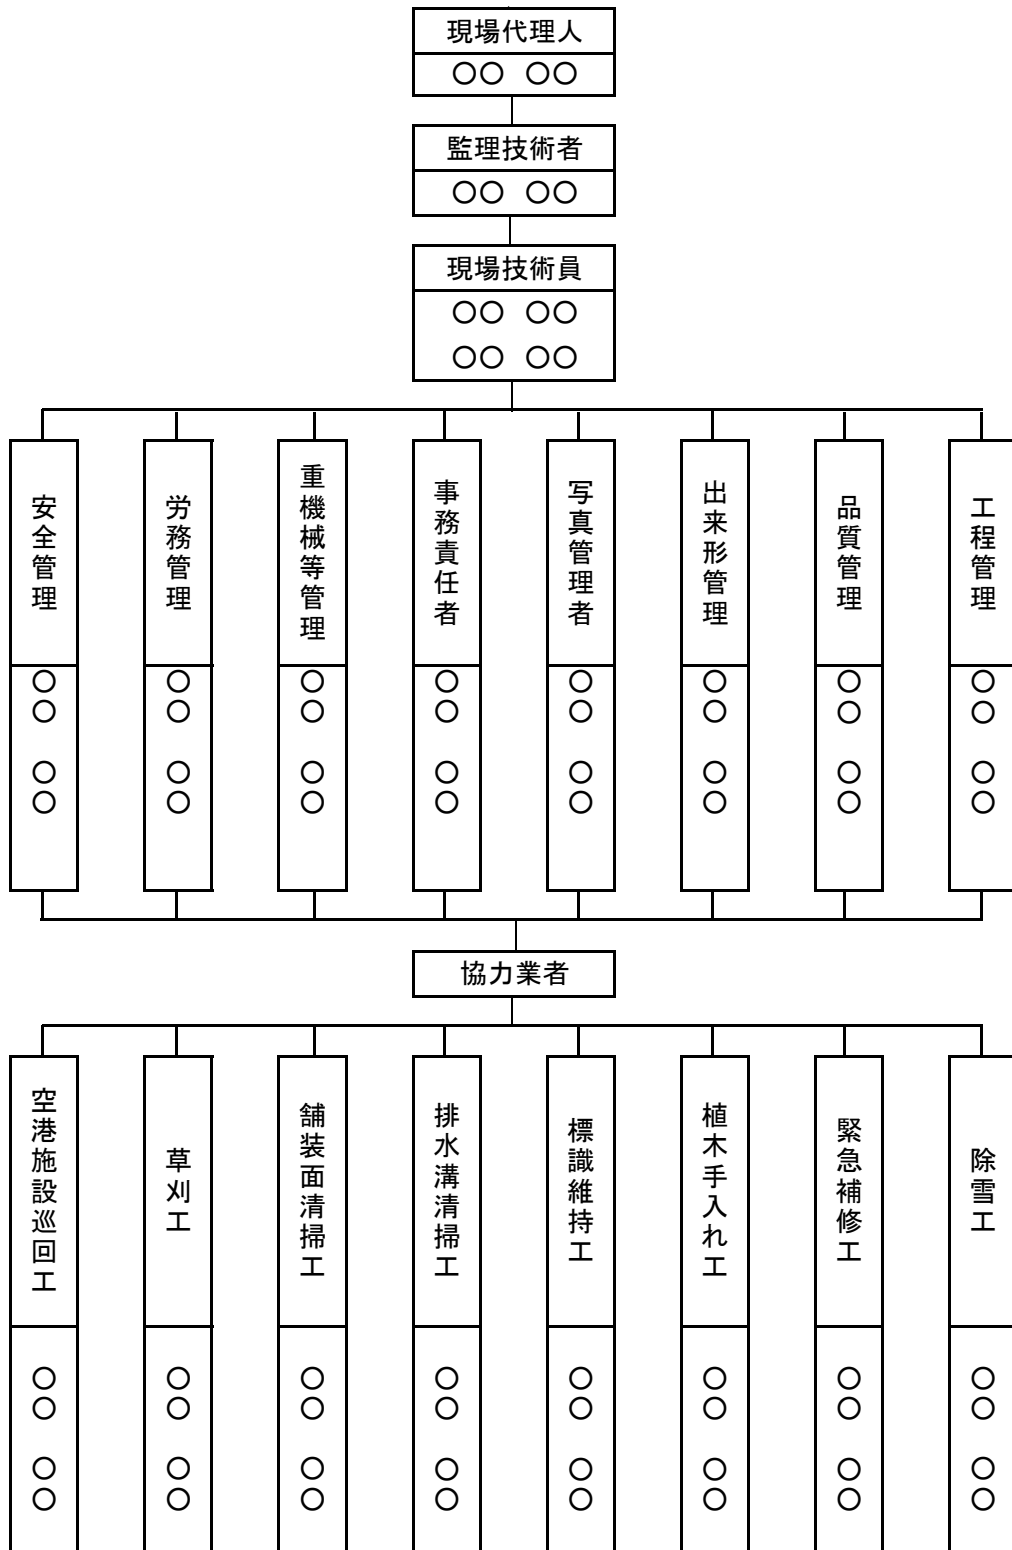 現場代理人
○○ ○○
監理技術者
○○ ○○
現場技術員
○○ ○○
○○ ○○
安全管理
○○ ○○
労務管理
○○ ○○
重機械等管理
○○ ○○
事務責任者
○○ ○○
写真管理者
○○ ○○
出来形管理
○○ ○○
品質管理
○○ ○○
工程管理
○○ ○○
協力業者
空港施設巡回工
○○ ○○
草刈工
○○ ○○
舗装面清掃工
○○ ○○
排水溝清掃工
○○ ○○
標識維持工
○○ ○○
植木手入れ工
○○ ○○
緊急補修工
○○ ○○
除雪工
○○ ○○